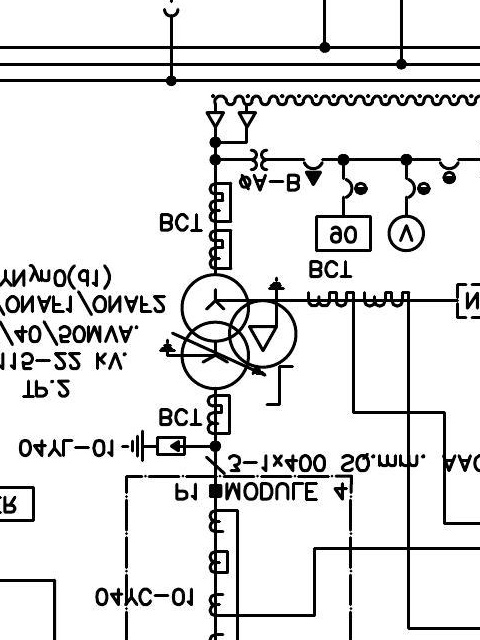 øA-B
BCT
90 V
BCT
YNyn0(d1)
/ONAF1/ONAF2
N
/40/50MVA.
115-22 kV.
TP.2
BCT
04YL-01
3-1x400 SQ.mm. AAC
P1 MODULE 4
ER
04YC-01